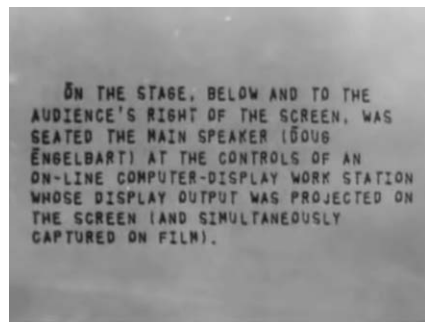 ON THE STAGE, BELOW AND TO THE
AUDIENCE'S RIGHT OF THE SCREEN, WAS
SEATED THE MAIN SPEAKER (DOUG
ENGELBART) AT THE CONTROLS OF AN
ON-LINE COMPUTER-DISPLAY WORK STATION
WHOSE DISPLAY OUTPUT WAS PROJECTED ON
THE SCREEN (AND SIMULTANEOUSLY
CAPTURED ON FILM).